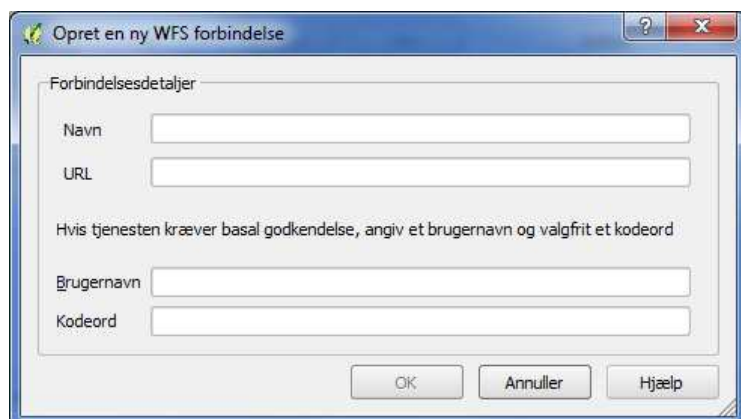 Opret en ny WFS forbindelse
Forbindelsesdetaljer
Navn
URL
Hvis tjenesten kræver basal godkendelse, angiv et brugernavn og valgfrit et kodeord
Brugernavn
Kodeord
OK
Annuller
Hjælp